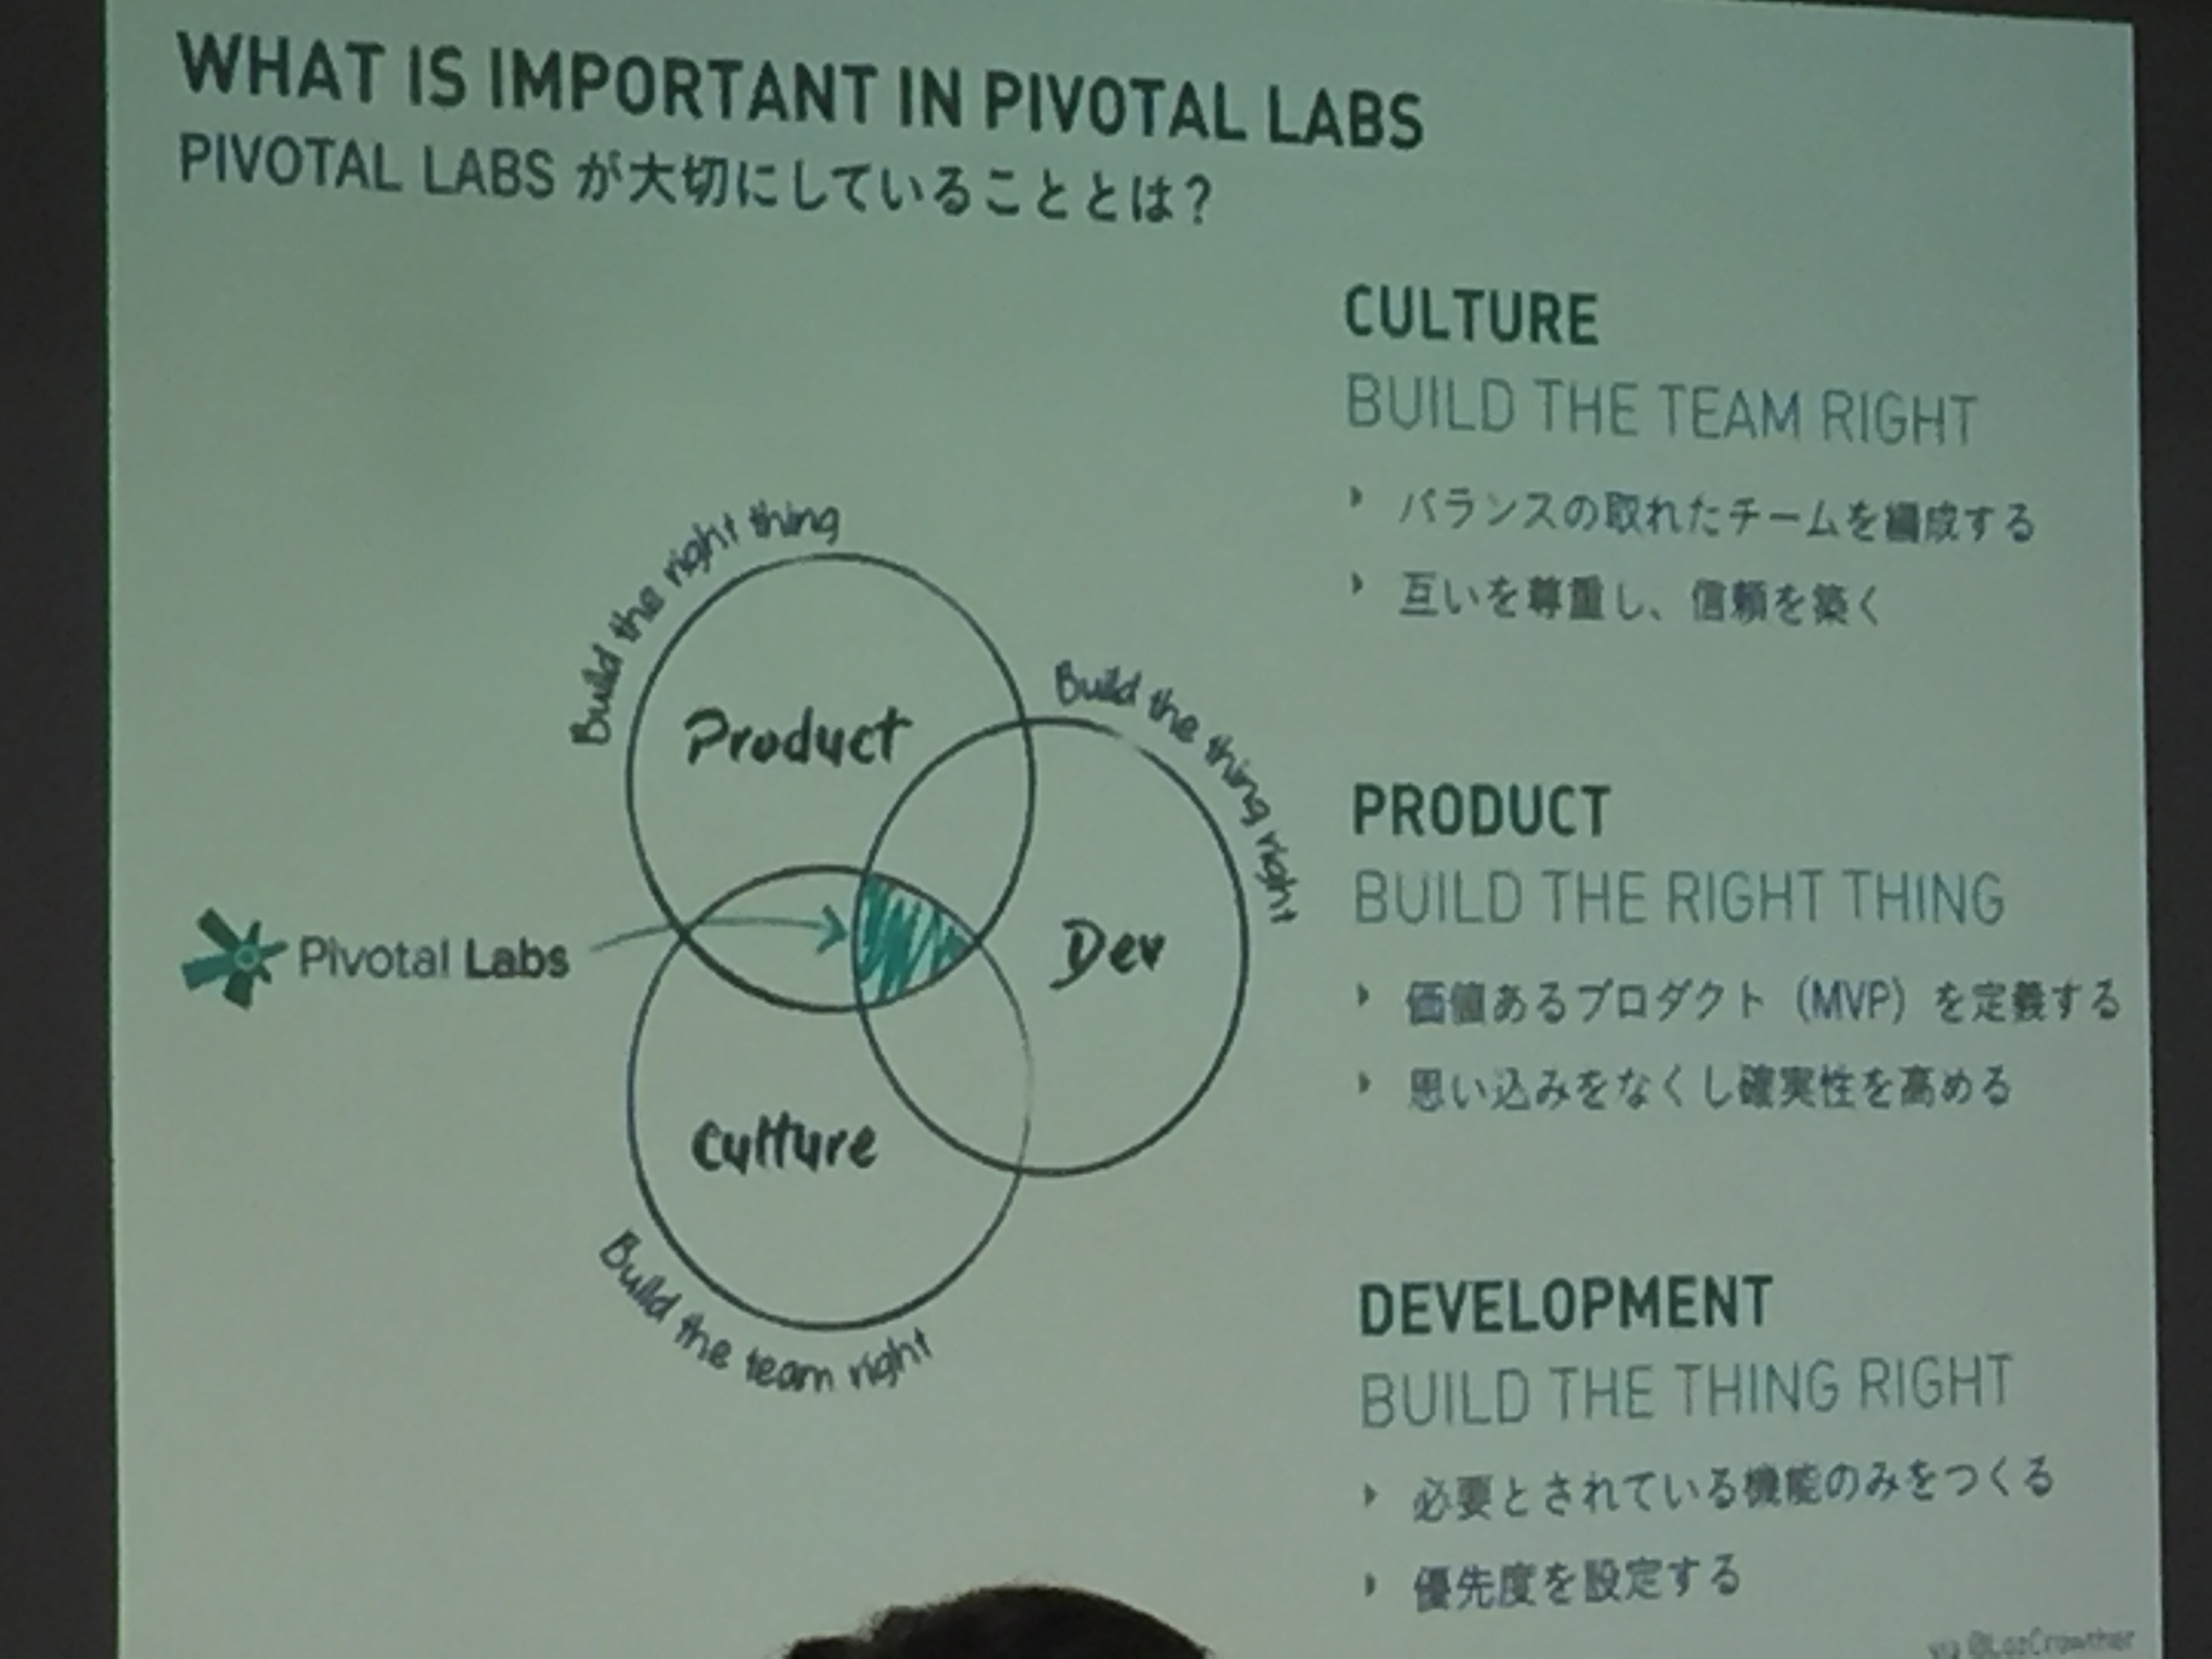 WHAT IS IMPORTANT IN PIVOTAL LABS
PIVOTAL LABS が大切にしていることとは？
Build the right thing
Product
Build the thing right
Dev
Pivotal Labs
Culture
Build the team right
CULTURE
BUILD THE TEAM RIGHT
バランスの取れたチームを編成する
互いを尊重し、信頼を築く
PRODUCT
BUILD THE RIGHT THING
価値あるプロダクト（MVP）を定義する
思い込みをなくし確実性を高める
DEVELOPMENT
BUILD THE THING RIGHT
必要とされている機能のみをつくる
優先度を設定する
via @LozCrowther